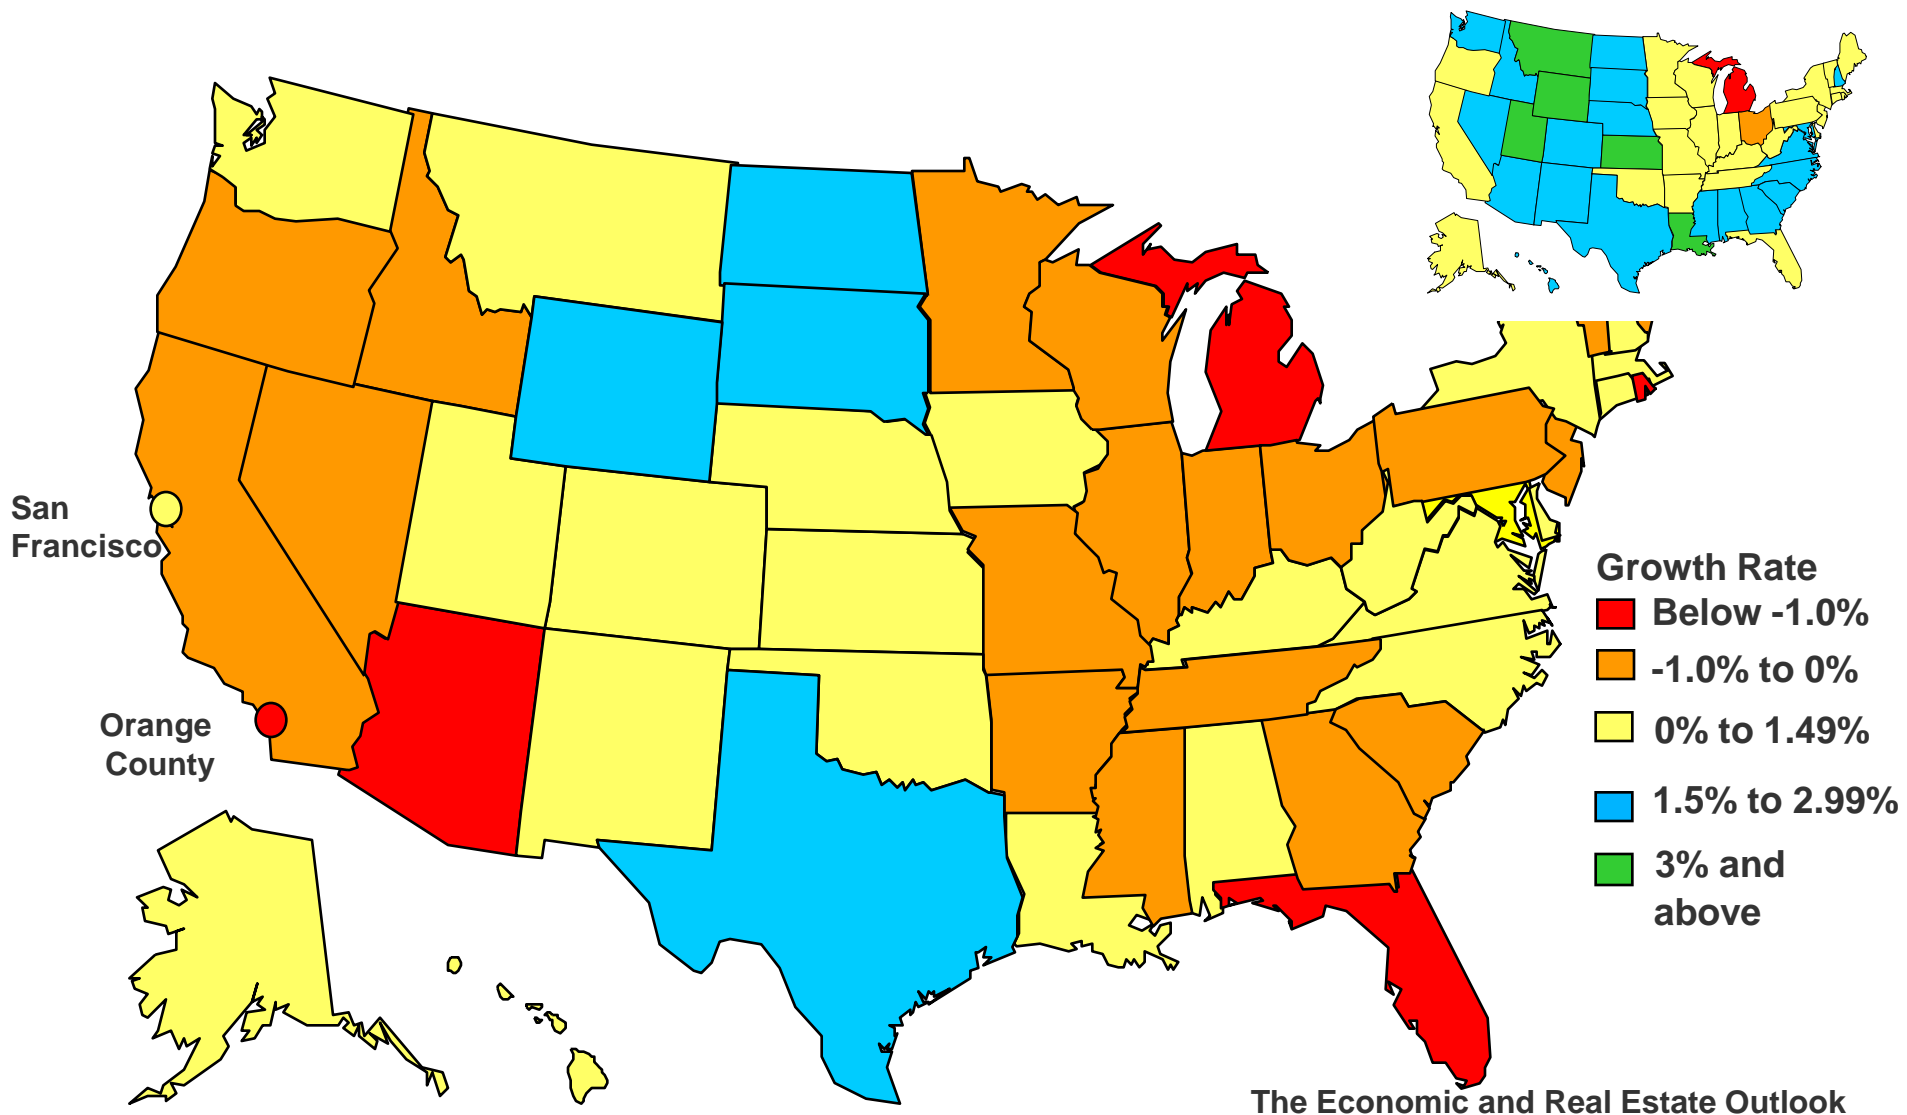 San
Francisco
Orange
County
Growth Rate
Below -1.0%
-1.0% to 0%
0% to 1.49%
1.5% to 2.99%
3% and
above
The Economic and Real Estate Outlook